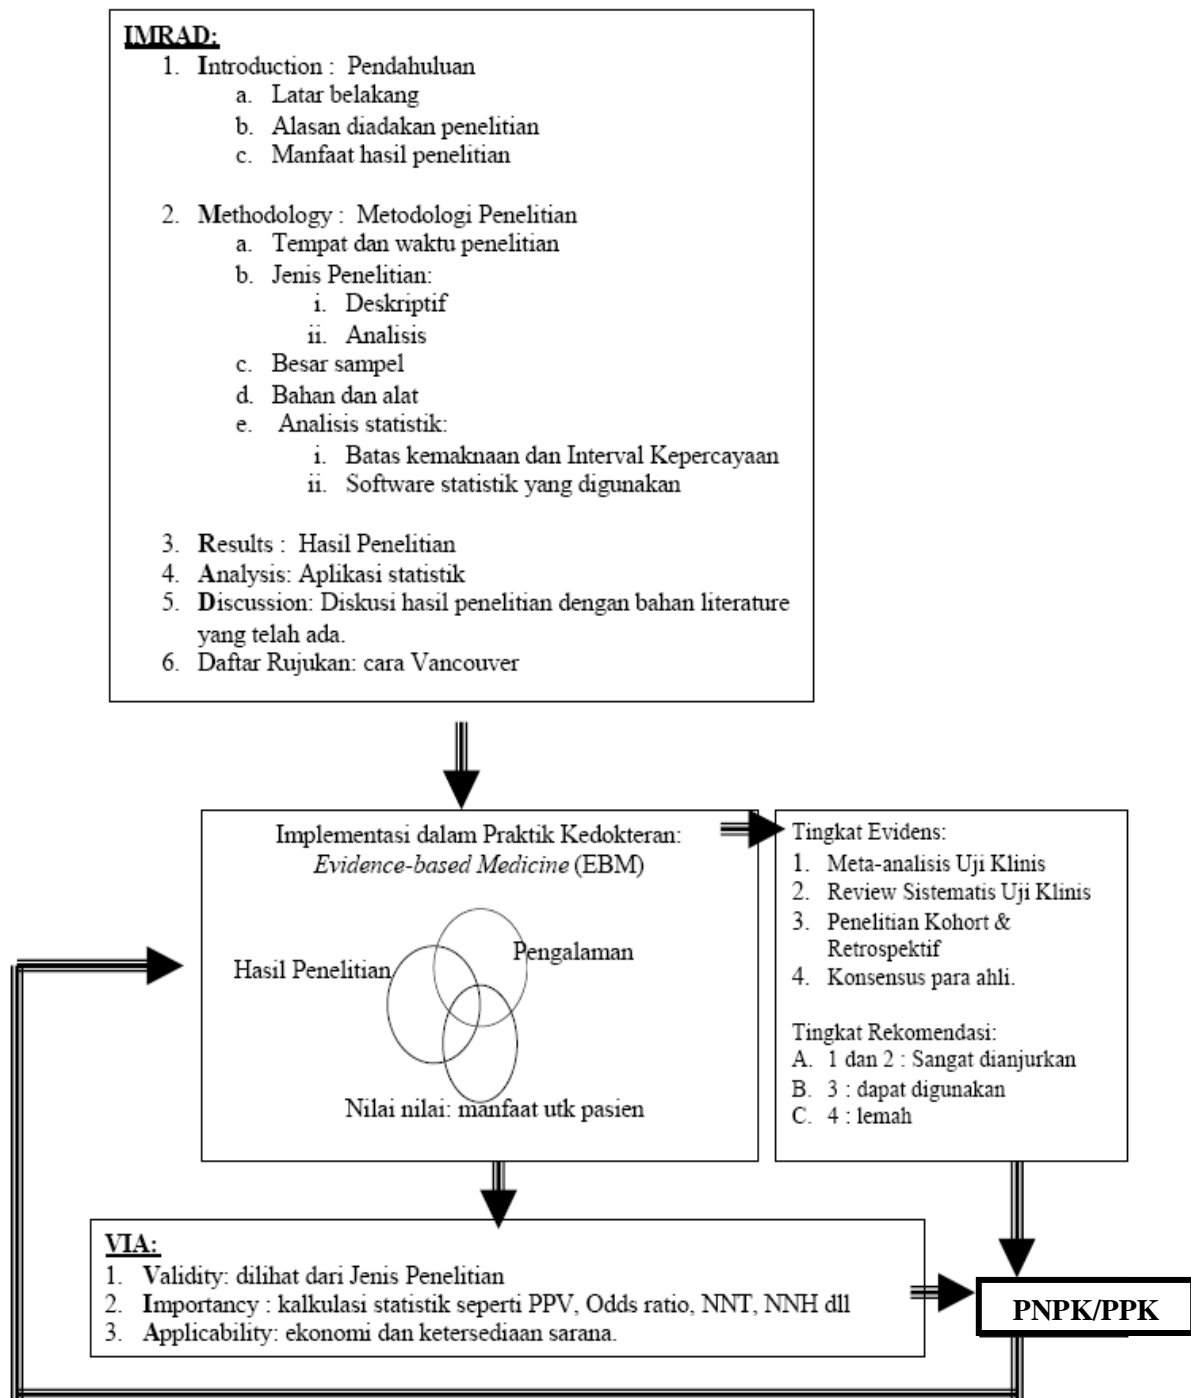 IMRAD:
1. Introduction : Pendahuluan
a. Latar belakang
b. Alasan diadakan penelitian
c. Manfaat hasil penelitian
2. Methodology : Metodologi Penelitian
a. Tempat dan waktu penelitian
b. Jenis Penelitian:
i. Deskriptif
ii. Analisis
c. Besar sampel
d. Bahan dan alat
e. Analisis statistik:
i. Batas kemaknaan dan Interval Kepercayaan
ii. Software statistik yang digunakan
3. Results : Hasil Penelitian
4. Analysis: Aplikasi statistik
5. Discussion: Diskusi hasil penelitian dengan bahan literature
yang telah ada.
6. Daftar Rujukan: cara Vancouver
Implementasi dalam Praktik Kedokteran:
Evidence-based Medicine (EBM)
Pengalaman
Hasil Penelitian
Nilai nilai: manfaat utk pasien
Tingkat Evidens:
1. Meta-analisis Uji Klinis
2. Review Sistematis Uji Klinis
3. Penelitian Kohort &
Retrospektif
4. Konsensus para ahli.
Tingkat Rekomendasi:
A. 1 dan 2 : Sangat dianjurkan
B. 3 : dapat digunakan
C. 4 : lemah
VIA:
1. Validity: dilihat dari Jenis Penelitian
2. Importancy : kalkulasi statistik seperti PPV, Odds ratio, NNT, NNH dll
3. Applicability: ekonomi dan ketersediaan sarana.
PNPK/PPK